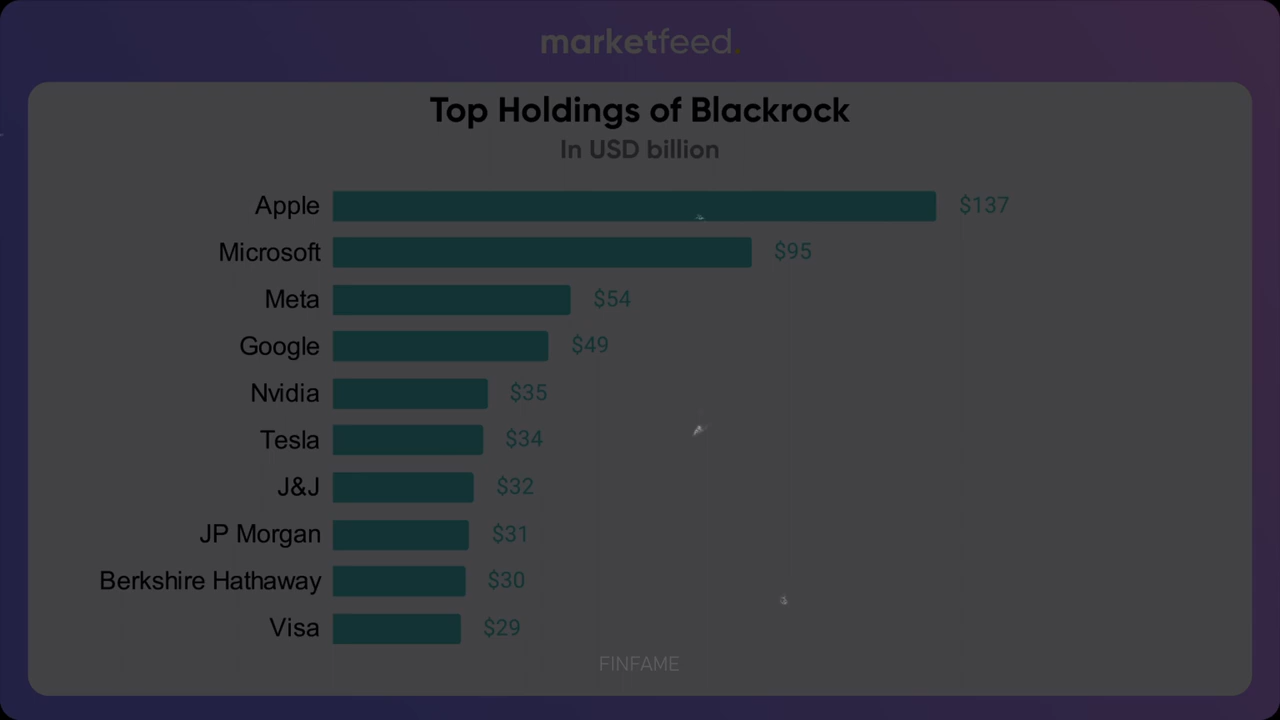 marketfeed.
Top Holdings of Blackrock
In USD billion
Apple $137
Microsoft $95
Meta $54
Google $49
Nvidia $35
Tesla $34
J&J $32
JP Morgan $31
Berkshire Hathaway $30
Visa $29
FINFAME